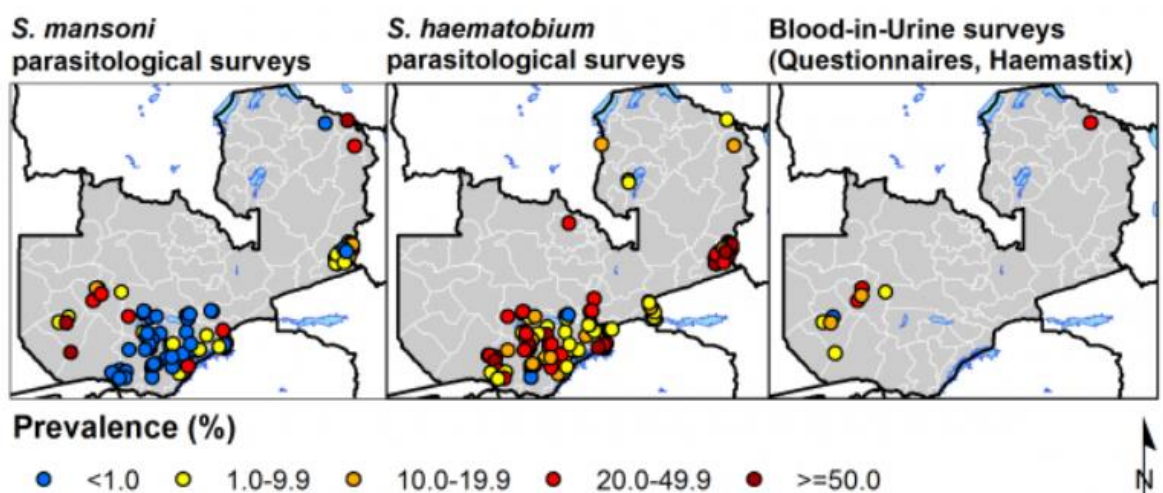 S. mansoni
parasitological surveys
S. haematobium
parasitological surveys
Blood-in-Urine surveys
(Questionnaires, Haemastix)
Prevalence (%)
<1.0 1.0-9.9 10.0-19.9 20.0-49.9 >=50.0
N